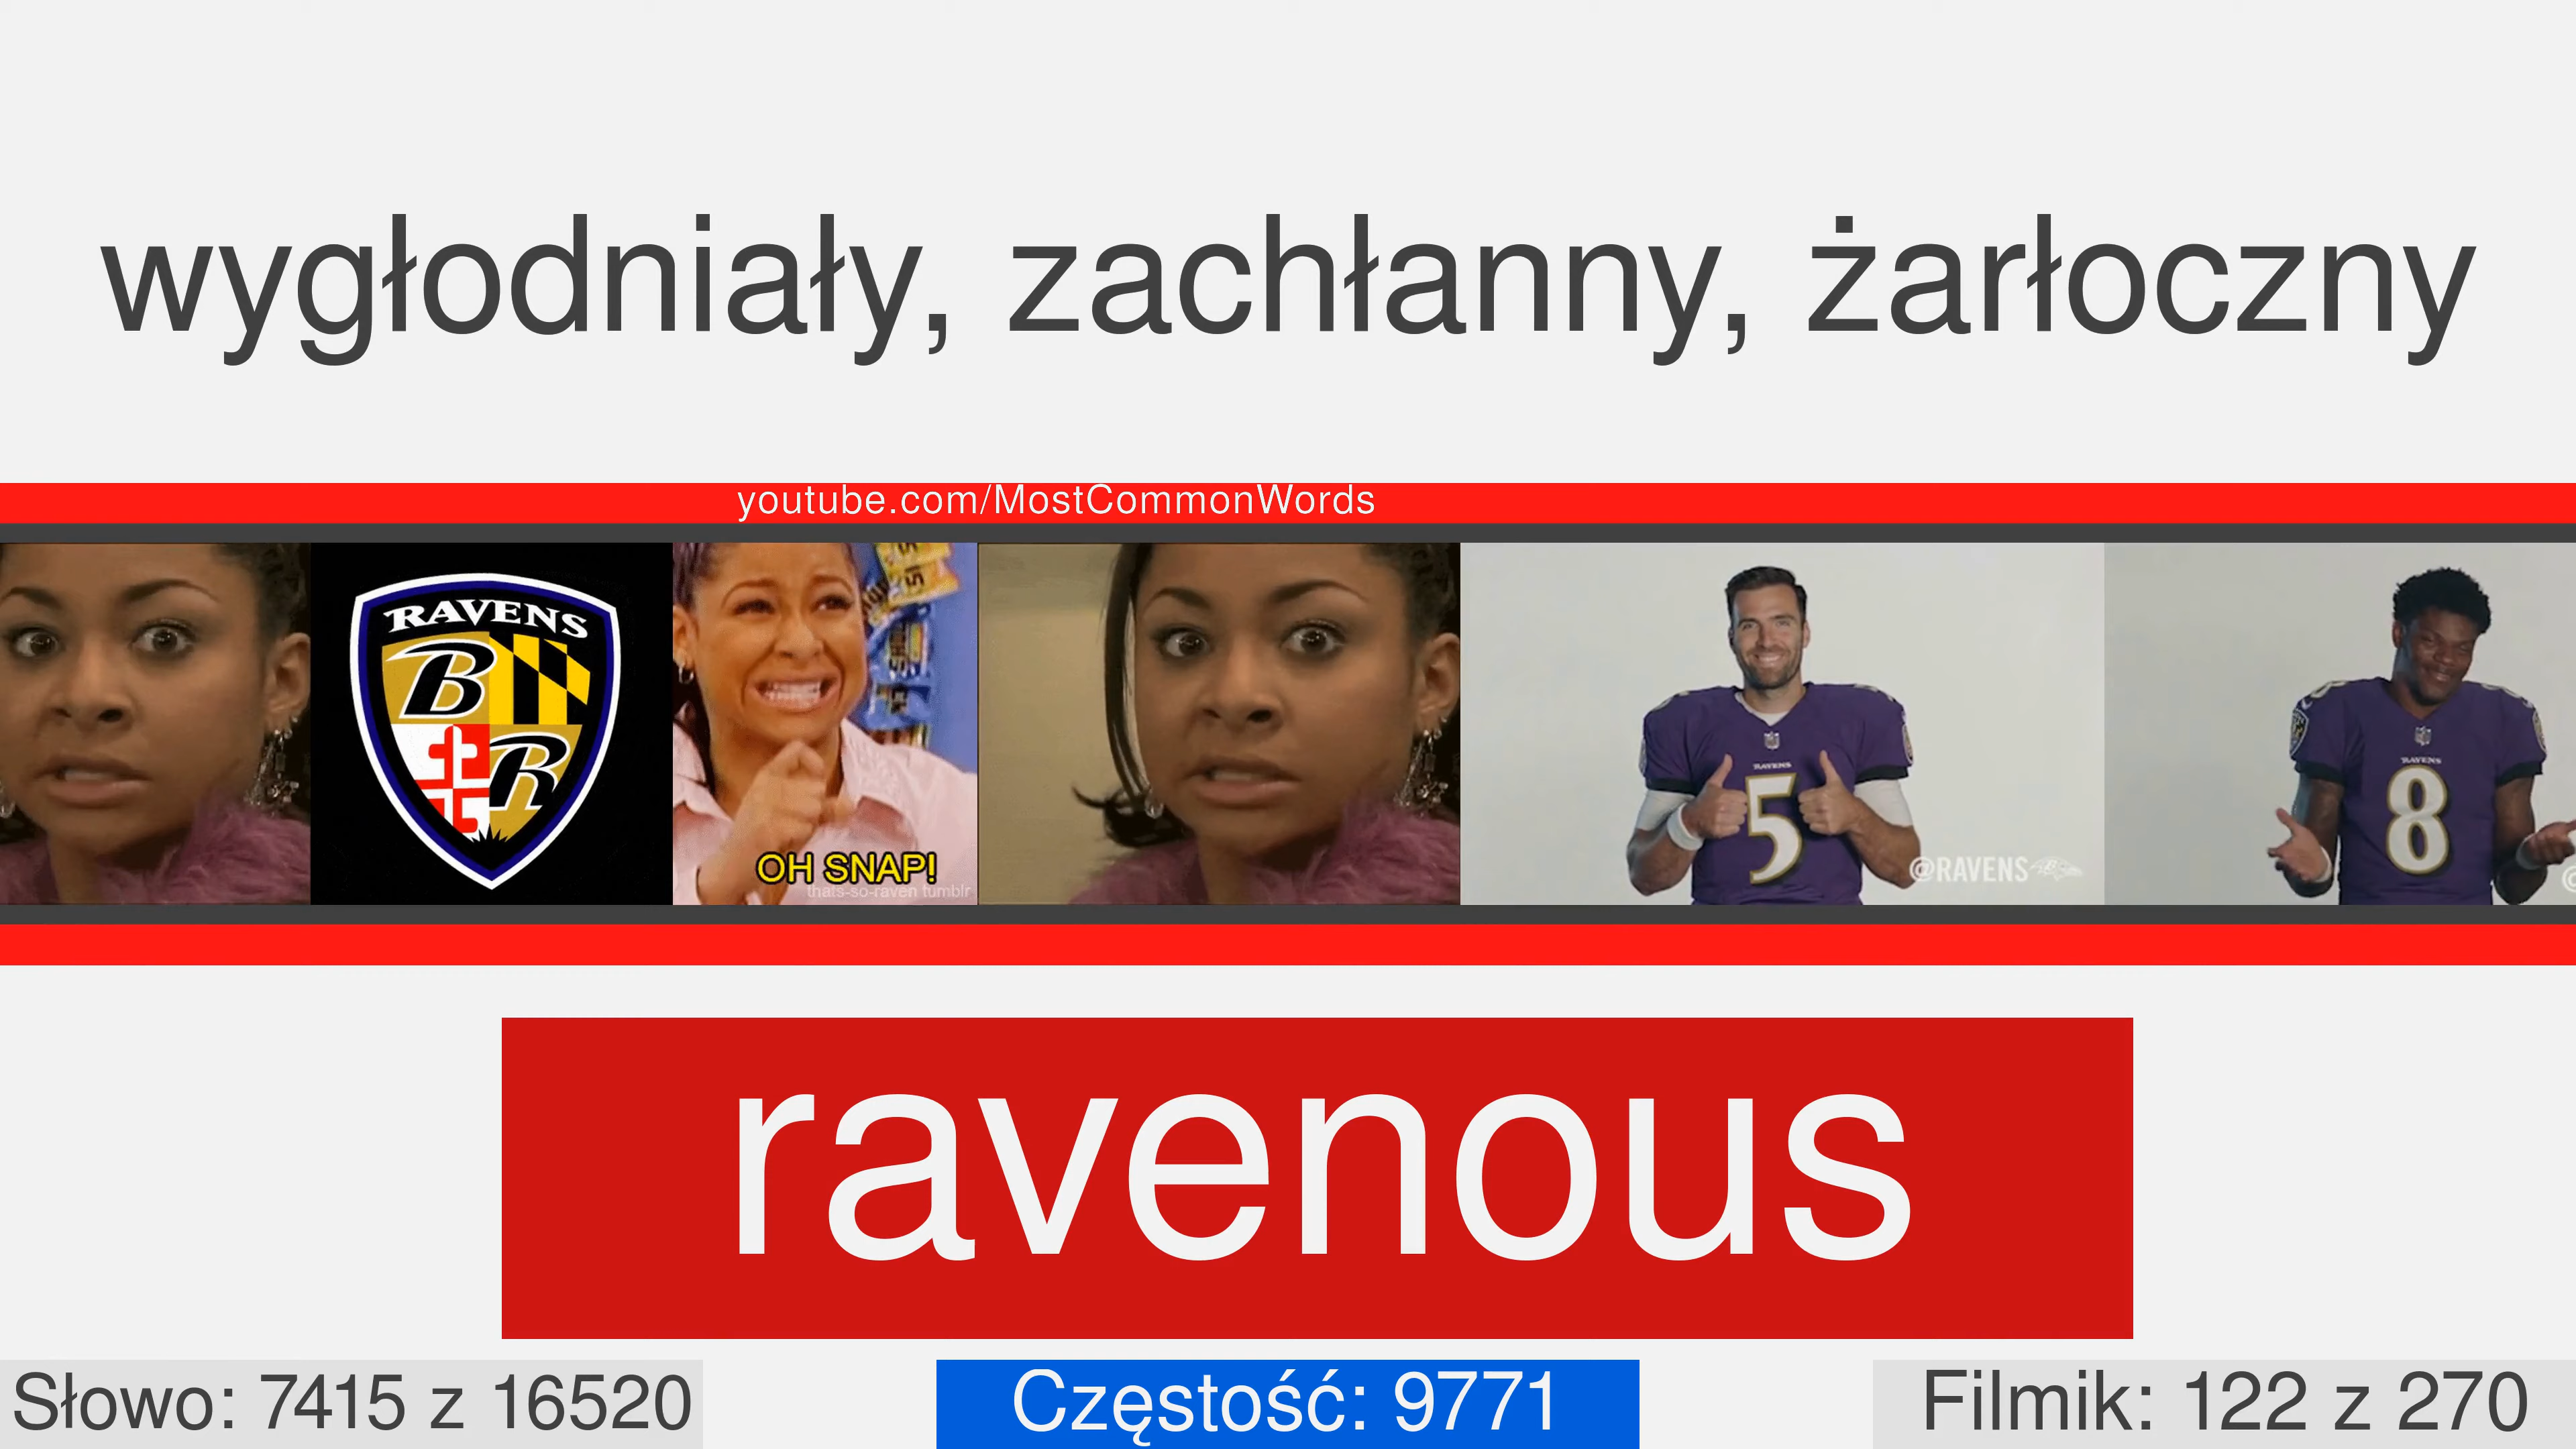 wygłodniały, zachłanny, żarłoczny
youtube.com/MostCommonWords
RAVENS
B
R
OH SNAP!
thats-so-raven tumblr
RAVENS
5
@RAVENS
RAVENS
8
@
ravenous
Słowo: 7415 z 16520
Częstość: 9771
Filmik: 122 z 270